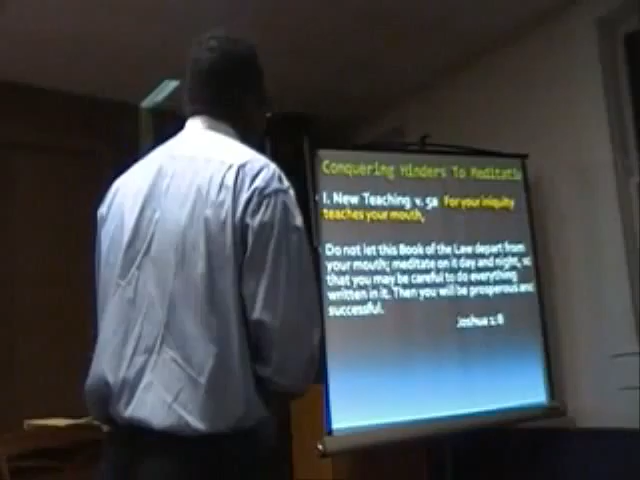 Conquering Hinders To Meditatio
I. New Teaching v. 5a For your iniquity
teaches your mouth,
Do not let this Book of the Law depart from
your mouth; meditate on it day and night, so
that you may be careful to do everything
written in it. Then you will be prosperous and
successful.
Joshua 1:8